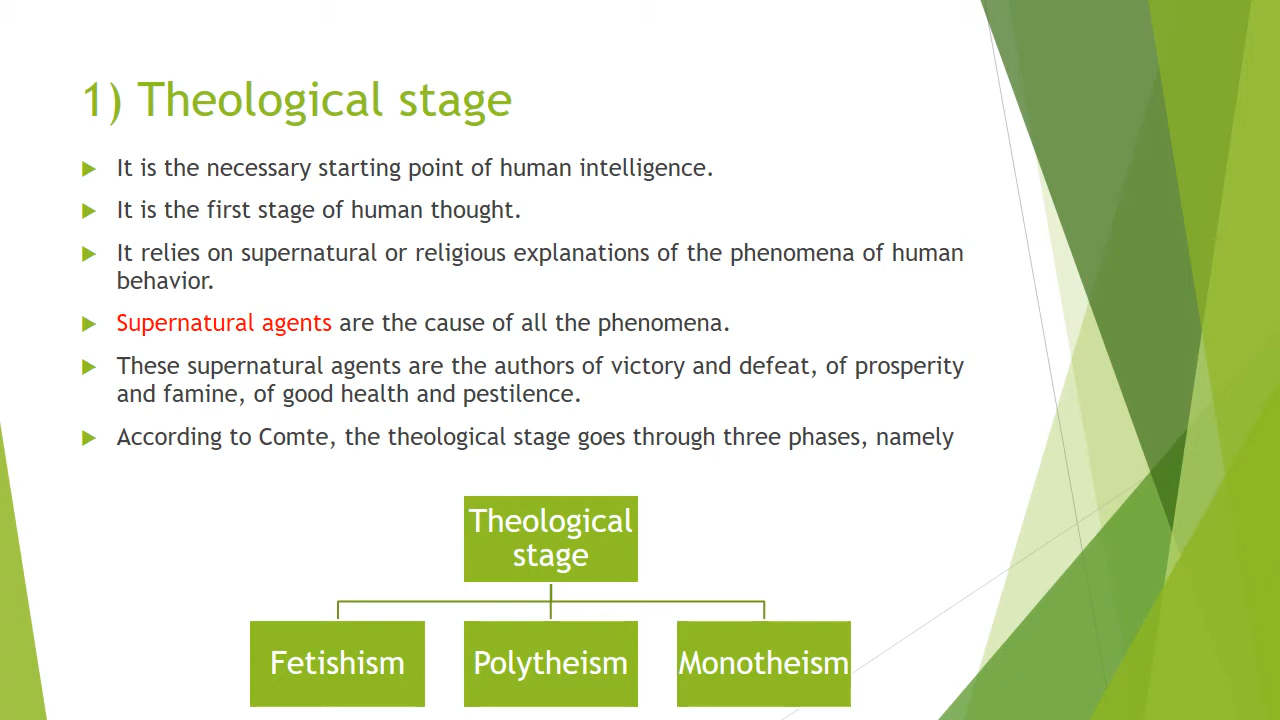 1) Theological stage
It is the necessary starting point of human intelligence.
It is the first stage of human thought.
It relies on supernatural or religious explanations of the phenomena of human
behavior.
Supernatural agents are the cause of all the phenomena.
These supernatural agents are the authors of victory and defeat, of prosperity
and famine, of good health and pestilence.
According to Comte, the theological stage goes through three phases, namely
Theological
stage
Fetishism
Polytheism
Monotheism